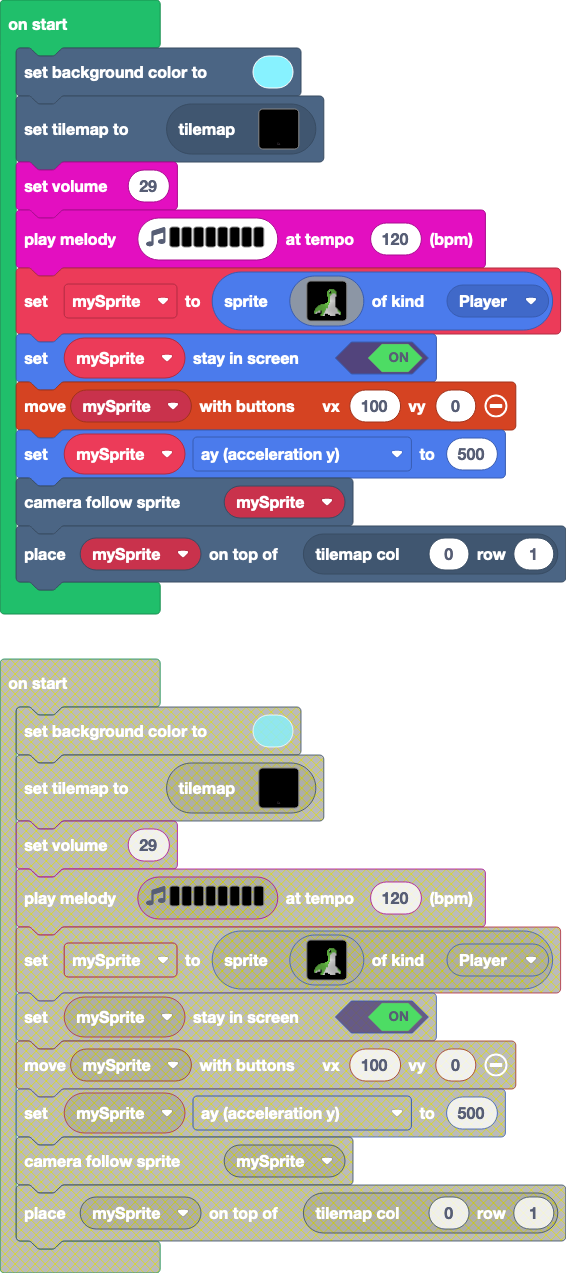 on start
set background color to
set tilemap to tilemap
set volume 29
play melody at tempo 120 (bpm)
set mySprite to sprite of kind Player
set mySprite stay in screen ON
move mySprite with buttons vx 100 vy 0
set mySprite ay (acceleration y) to 500
camera follow sprite mySprite
place mySprite on top of tilemap col 0 row 1
on start
set background color to
set tilemap to tilemap
set volume 29
play melody at tempo 120 (bpm)
set mySprite to sprite of kind Player
set mySprite stay in screen ON
move mySprite with buttons vx 100 vy 0
set mySprite ay (acceleration y) to 500
camera follow sprite mySprite
place mySprite on top of tilemap col 0 row 1